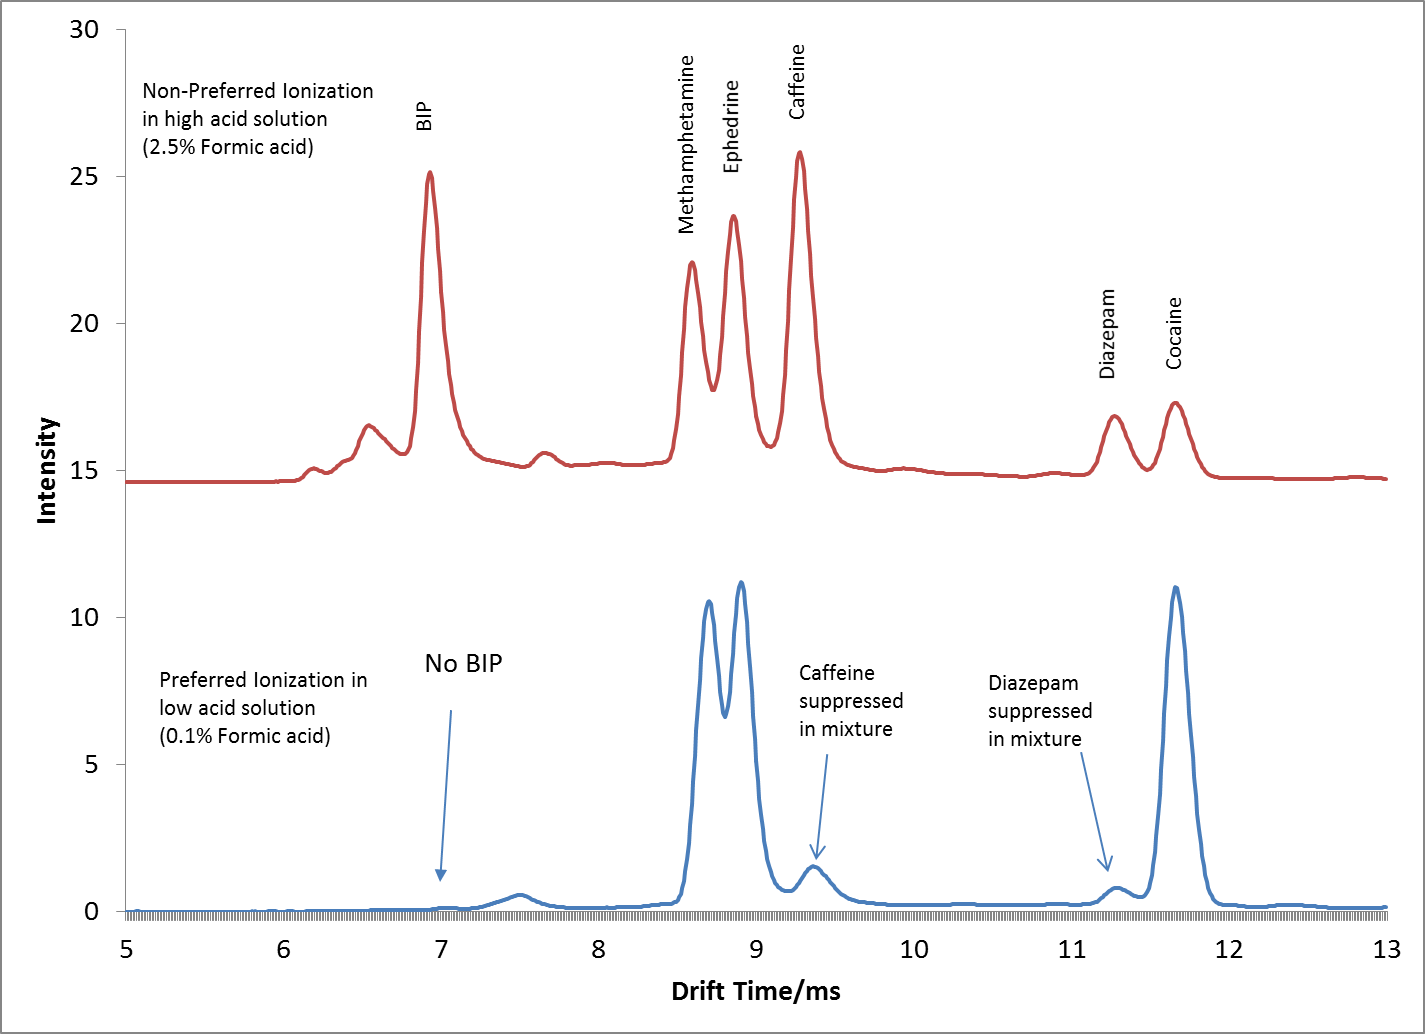 30
25
20
15
10
5
0
Intensity
Non-Preferred Ionization
in high acid solution
(2.5% Formic acid)
BIP
Methamphetamine
Ephedrine
Caffeine
Diazepam
Cocaine
Preferred Ionization in
low acid solution
(0.1% Formic acid)
No BIP
Caffeine
suppressed
in mixture
Diazepam
suppressed
in mixture
5 6 7 8 9 10 11 12 13
Drift Time/ms